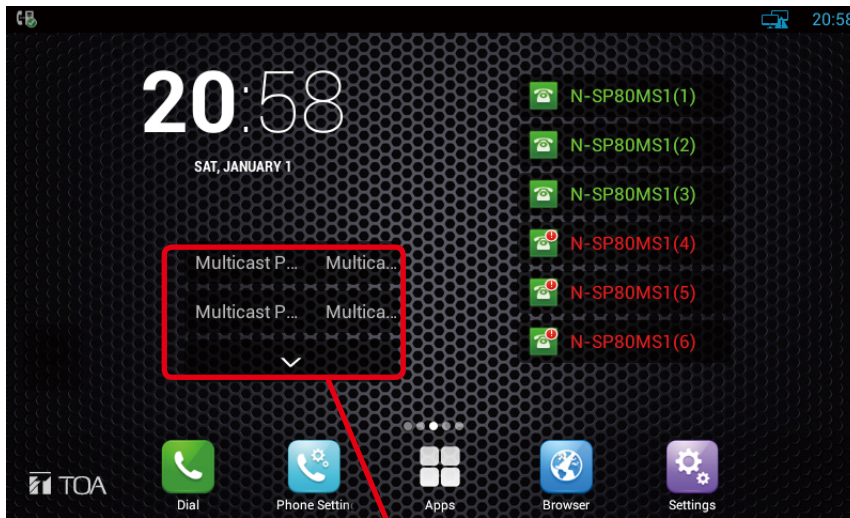 20:58
20:58
SAT, JANUARY 1
N-SP80MS1(1)
N-SP80MS1(2)
N-SP80MS1(3)
N-SP80MS1(4)
N-SP80MS1(5)
N-SP80MS1(6)
Multicast P... Multica...
Multicast P... Multica...
TOA
Dial
Phone Settin
Apps
Browser
Settings